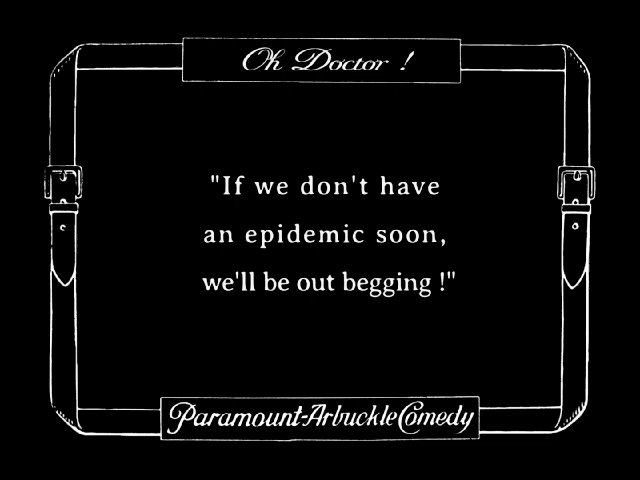 Oh Doctor !
"If we don't have
an epidemic soon,
we'll be out begging !"
Paramount-Arbuckle Comedy